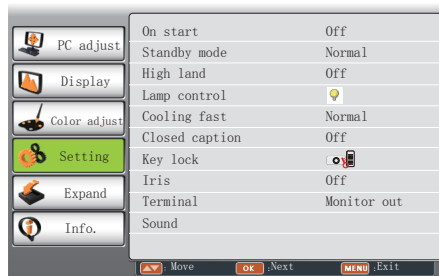 PC adjust
Display
Color adjust
Setting
Expand
Info.
On start Off
Standby mode Normal
High land Off
Lamp control
Cooling fast Normal
Closed caption Off
Key lock
Iris Off
Terminal Monitor out
Sound
: Move OK :Next MENU :Exit